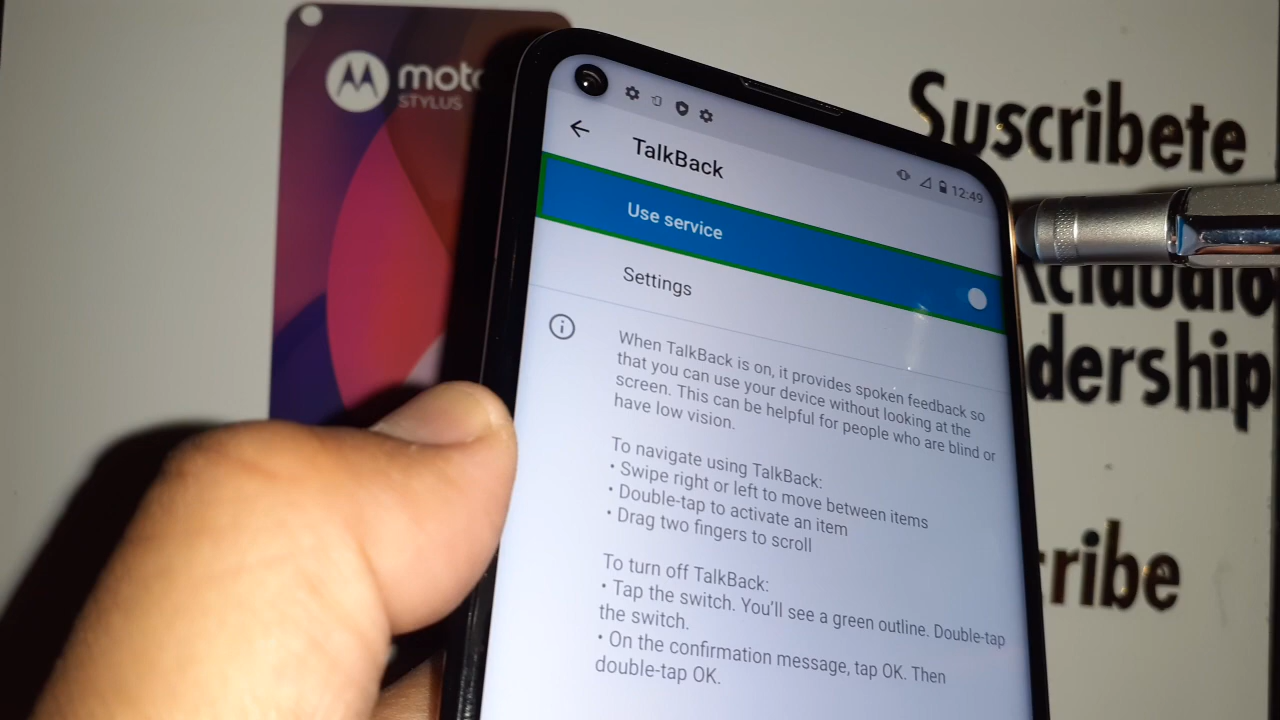 moto
STYLUS
Suscribete
dership
cribe
12:49
TalkBack
Use service
Settings
When TalkBack is on, it provides spoken feedback so
that you can use your device without looking at the
screen. This can be helpful for people who are blind or
have low vision.
To navigate using TalkBack:
• Swipe right or left to move between items
• Double-tap to activate an item
• Drag two fingers to scroll
To turn off TalkBack:
• Tap the switch. You'll see a green outline. Double-tap
the switch.
• On the confirmation message, tap OK. Then
double-tap OK.